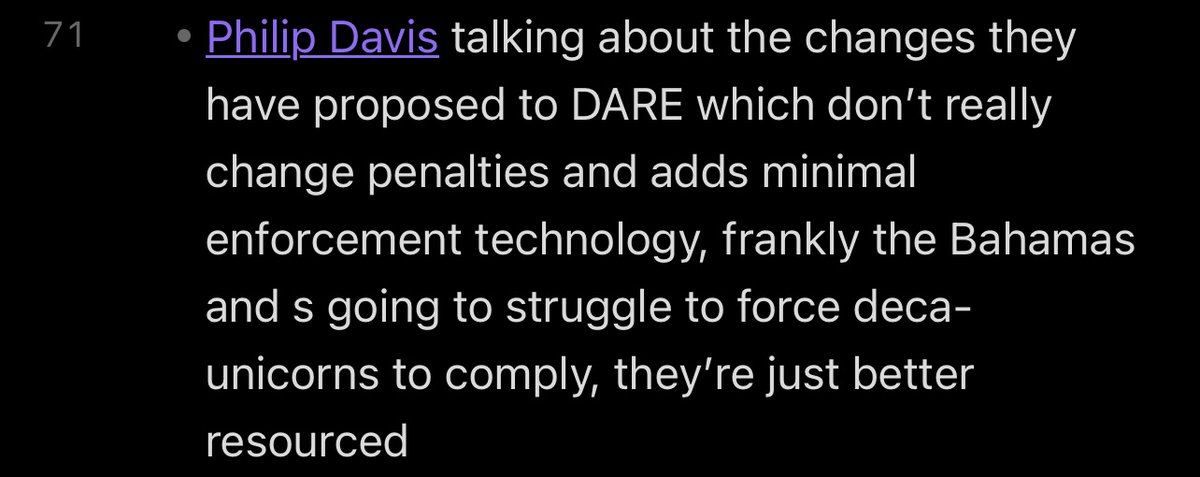 71
• Philip Davis talking about the changes they
have proposed to DARE which don’t really
change penalties and adds minimal
enforcement technology, frankly the Bahamas
and s going to struggle to force deca-
unicorns to comply, they’re just better
resourced